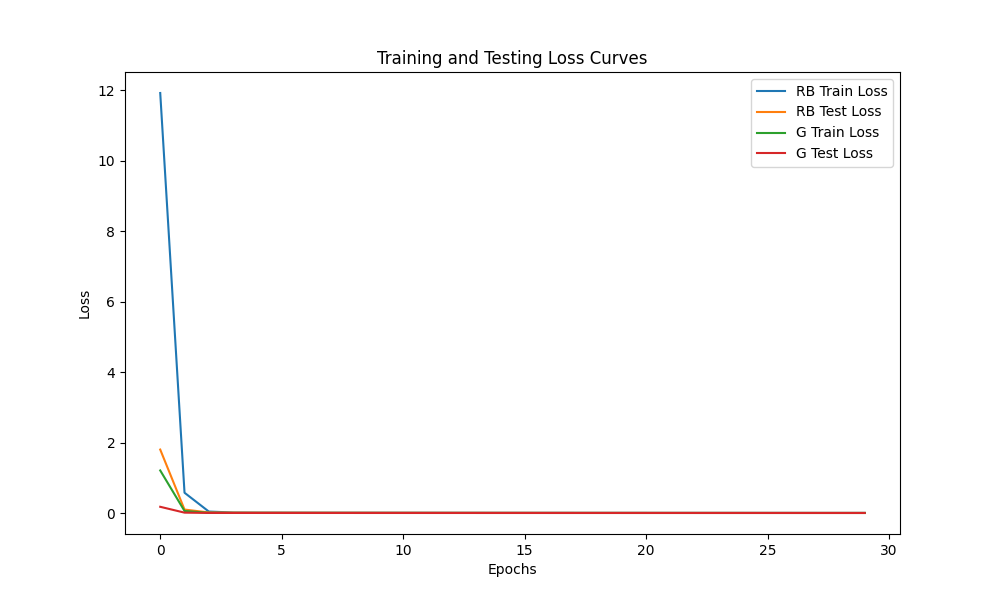 Training and Testing Loss Curves
RB Train Loss
RB Test Loss
G Train Loss
G Test Loss
12
10
8
6
4
2
0
Loss
0 5 10 15 20 25 30
Epochs